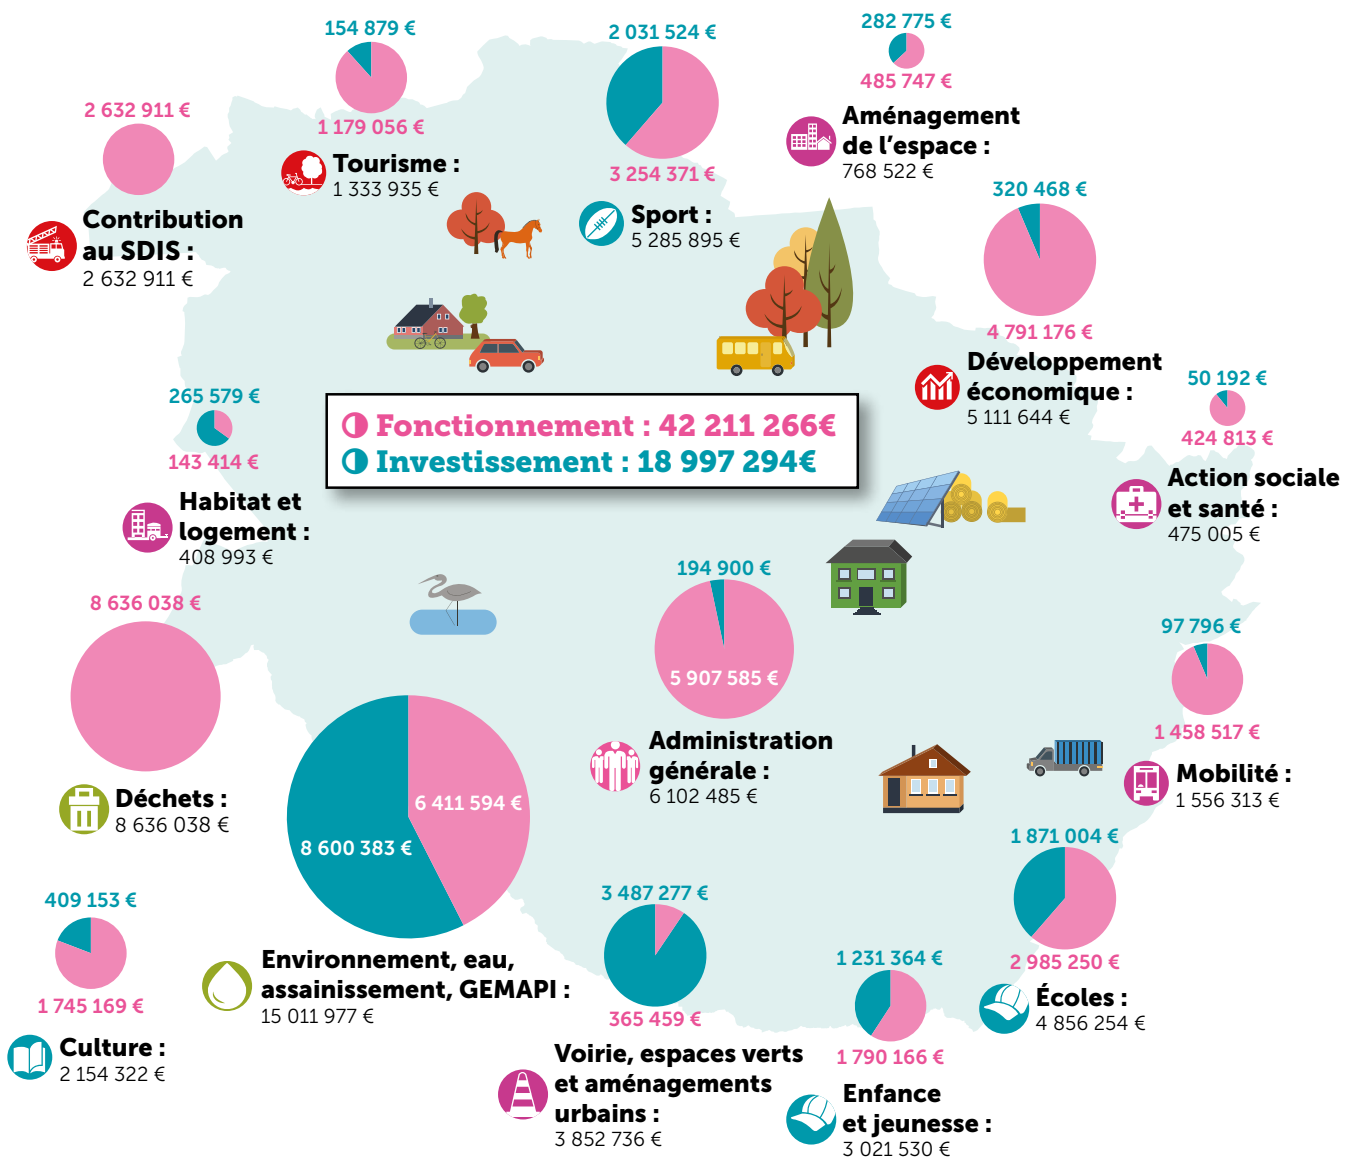 154 879 €
1 179 056 €
Tourisme :
1 333 935 €
2 031 524 €
3 254 371 €
Sport :
5 285 895 €
282 775 €
485 747 €
Aménagement
de l’espace :
768 522 €
2 632 911 €
Contribution
au SDIS :
2 632 911 €
320 468 €
4 791 176 €
Développement
économique :
5 111 644 €
265 579 €
143 414 €
Habitat et
logement :
408 993 €
Fonctionnement : 42 211 266€
Investissement : 18 997 294€
50 192 €
424 813 €
Action sociale
et santé :
475 005 €
8 636 038 €
Déchets :
8 636 038 €
194 900 €
5 907 585 €
Administration
générale :
6 102 485 €
97 796 €
1 458 517 €
Mobilité :
1 556 313 €
6 411 594 €
8 600 383 €
Environnement, eau,
assainissement, GEMAPI :
15 011 977 €
409 153 €
1 745 169 €
Culture :
2 154 322 €
3 487 277 €
365 459 €
Voirie, espaces verts
et aménagements
urbains :
3 852 736 €
1 231 364 €
1 790 166 €
Enfance
et jeunesse :
3 021 530 €
1 871 004 €
2 985 250 €
Écoles :
4 856 254 €